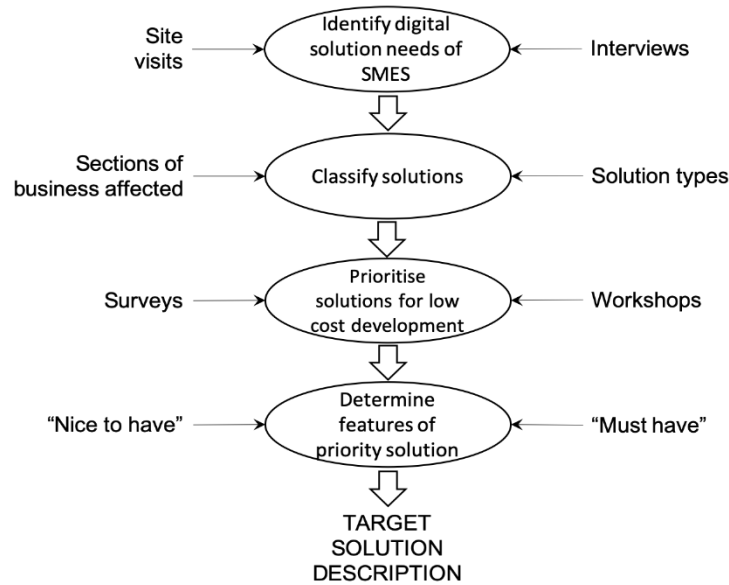 Site
visits
Identify digital
solution needs of
SMES
Interviews
Sections of
business affected
Classify solutions
Solution types
Surveys
Prioritise
solutions for low
cost development
Workshops
“Nice to have”
Determine
features of
priority solution
“Must have”
TARGET
SOLUTION
DESCRIPTION